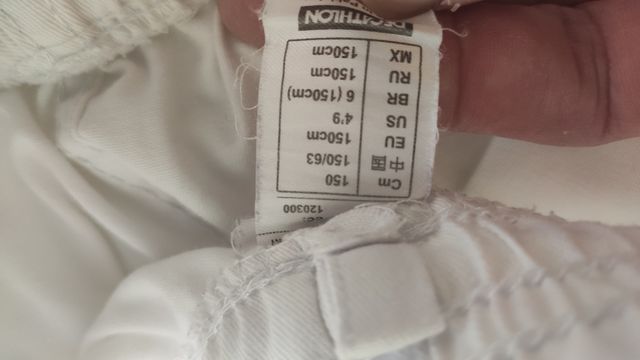 120300
Cm 150
中国 150/63
EU 150cm
US 4'9
BR 6 (150cm)
RU 150cm
MX 150cm
DECATHLON